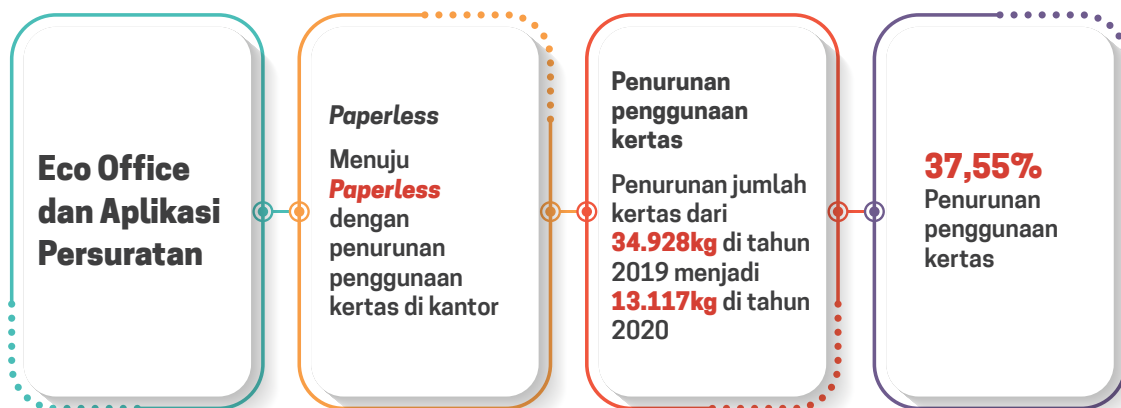 Eco Office
dan Aplikasi
Persuratan
Paperless
Menuju
Paperless
dengan
penurunan
penggunaan
kertas di kantor
Penurunan
penggunaan
kertas
Penurunan jumlah
kertas dari
34.928kg di tahun
2019 menjadi
13.117kg di tahun
2020
37,55%
Penurunan
penggunaan
kertas